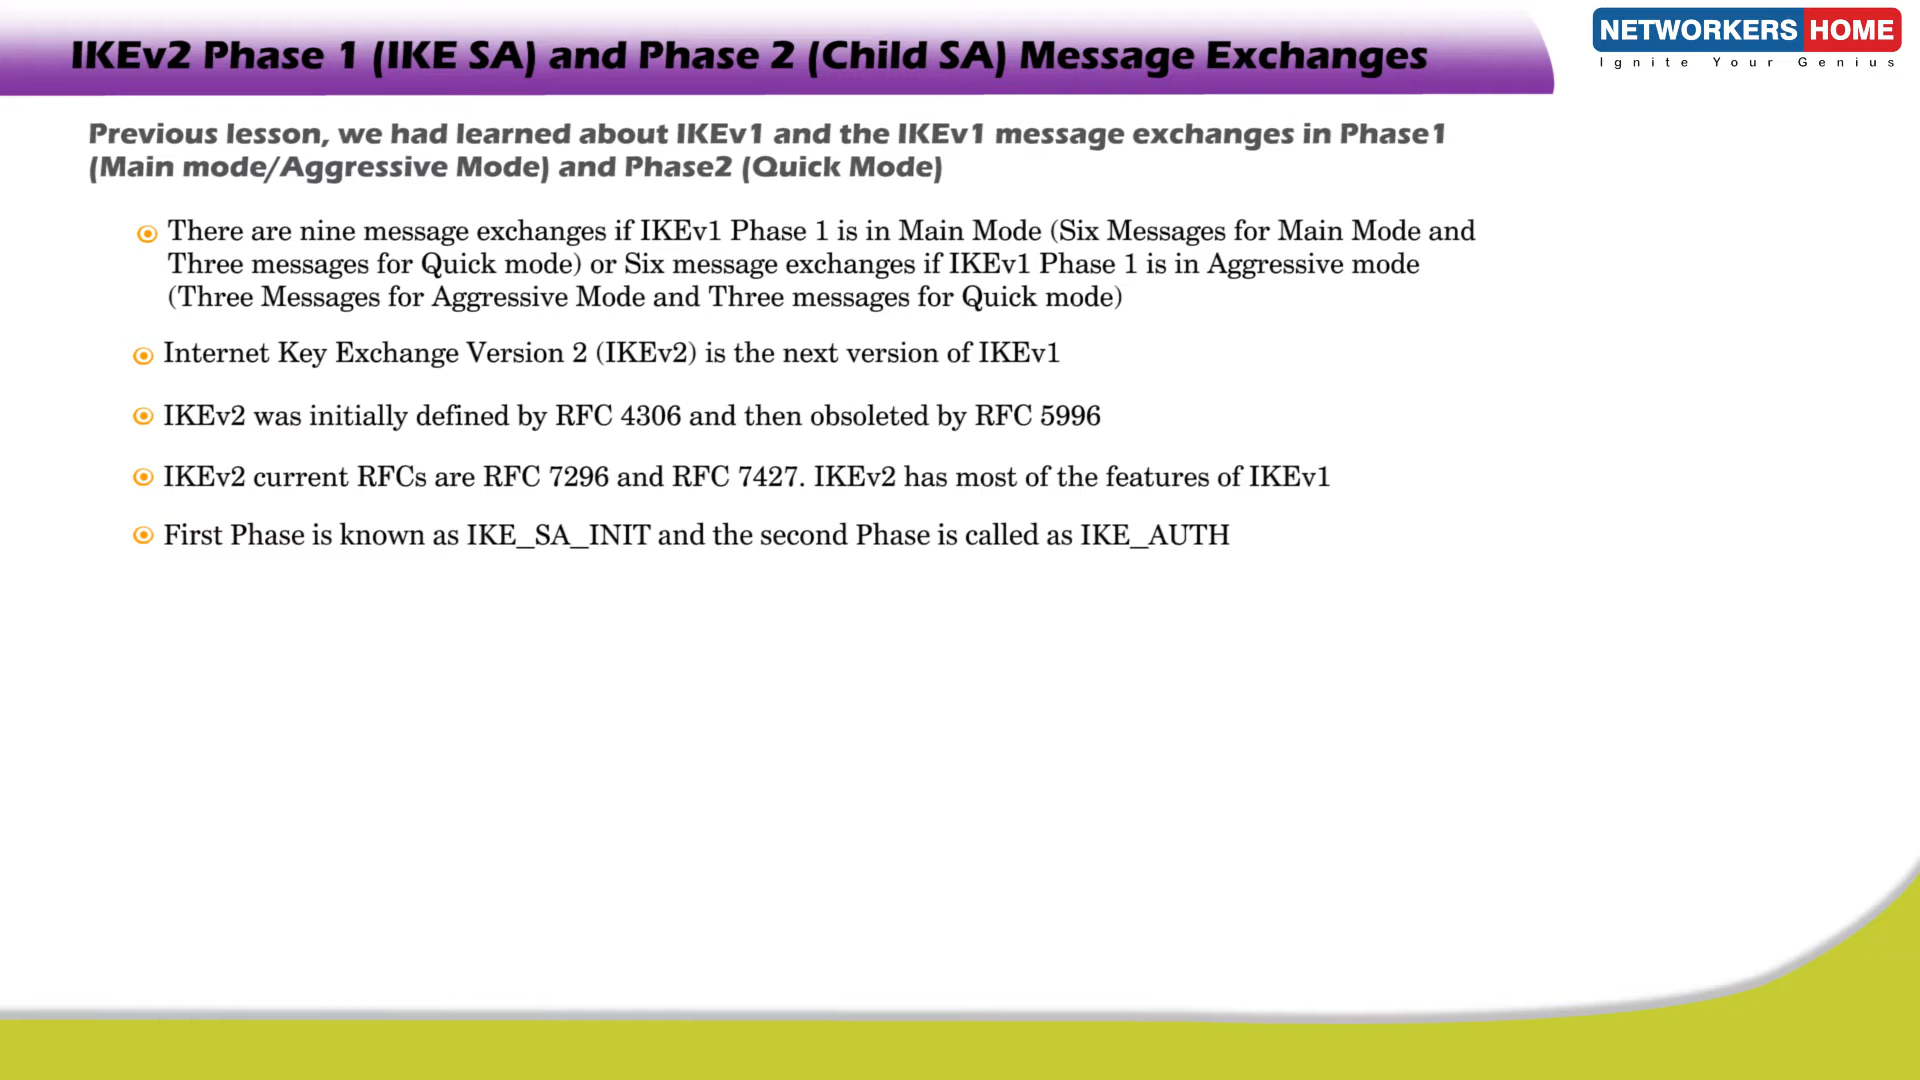 IKEv2 Phase 1 (IKE SA) and Phase 2 (Child SA) Message Exchanges
NETWORKERS HOME
Ignite Your Genius
Previous lesson, we had learned about IKEv1 and the IKEv1 message exchanges in Phase1
(Main mode/Aggressive Mode) and Phase2 (Quick Mode)
There are nine message exchanges if IKEv1 Phase 1 is in Main Mode (Six Messages for Main Mode and
Three messages for Quick mode) or Six message exchanges if IKEv1 Phase 1 is in Aggressive mode
(Three Messages for Aggressive Mode and Three messages for Quick mode)
Internet Key Exchange Version 2 (IKEv2) is the next version of IKEv1
IKEv2 was initially defined by RFC 4306 and then obsoleted by RFC 5996
IKEv2 current RFCs are RFC 7296 and RFC 7427. IKEv2 has most of the features of IKEv1
First Phase is known as IKE_SA_INIT and the second Phase is called as IKE_AUTH